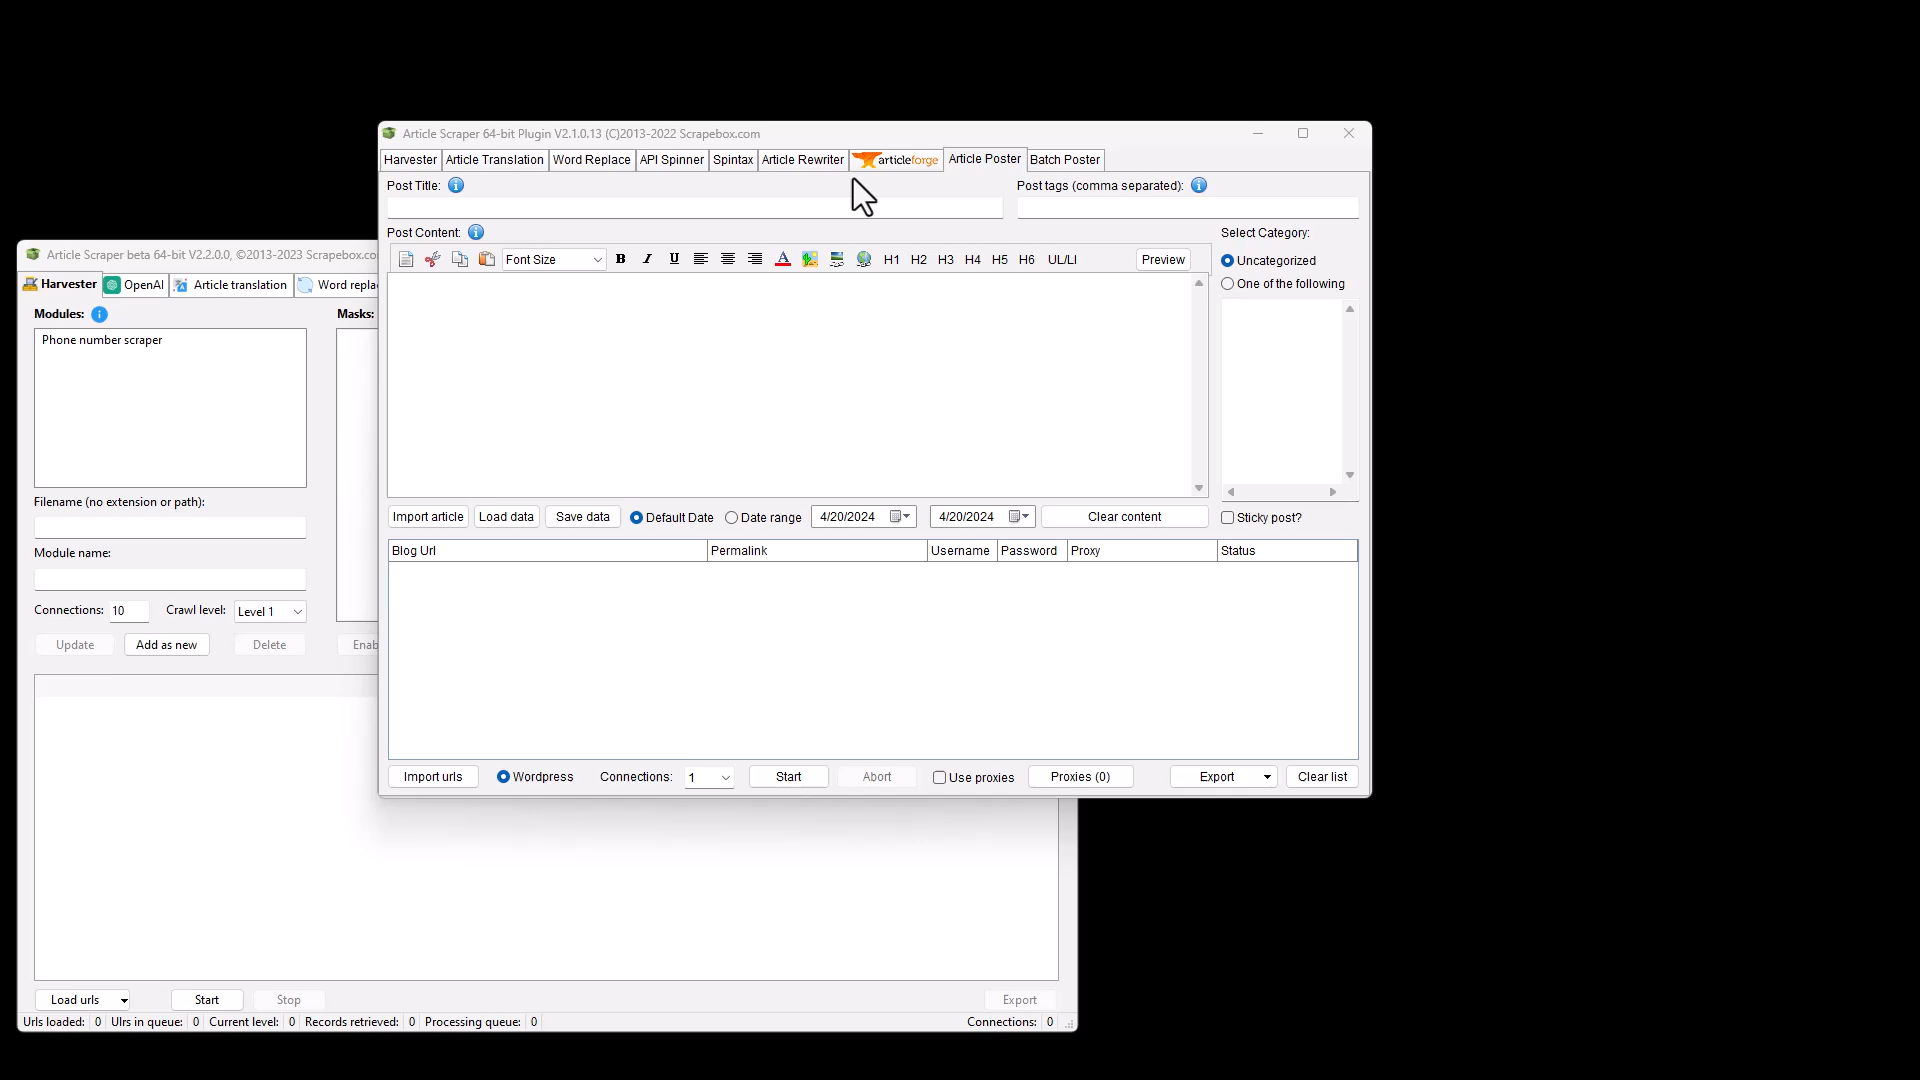 Article Scraper 64-bit Plugin V2.1.0.13 (C)2013-2022 Scrapebox.com
Harvester Article Translation Word Replace API Spinner Spintax Article Rewriter articleforge Article Poster Batch Poster
Post Title: Post tags (comma separated):
Post Content: Select Category:
Font Size B I U A H1 H2 H3 H4 H5 H6 UL/LI Preview
Uncategorized
One of the following
Import article Load data Save data Default Date Date range 4/20/2024 4/20/2024 Clear content Sticky post?
Blog Url Permalink Username Password Proxy Status
Import urls Wordpress Connections: 1 Start Abort Use proxies Proxies (0) Export Clear list
Article Scraper beta 64-bit V2.2.0.0, ©2013-2023 Scrapebox.co
Harvester OpenAI Article translation Word repla
Modules: Masks:
Phone number scraper
Filename (no extension or path):
Module name:
Connections: 10 Crawl level: Level 1
Update Add as new Delete Enab
Load urls Start Stop Export
Urls loaded: 0 Ulrs in queue: 0 Current level: 0 Records retrieved: 0 Processing queue: 0 Connections: 0